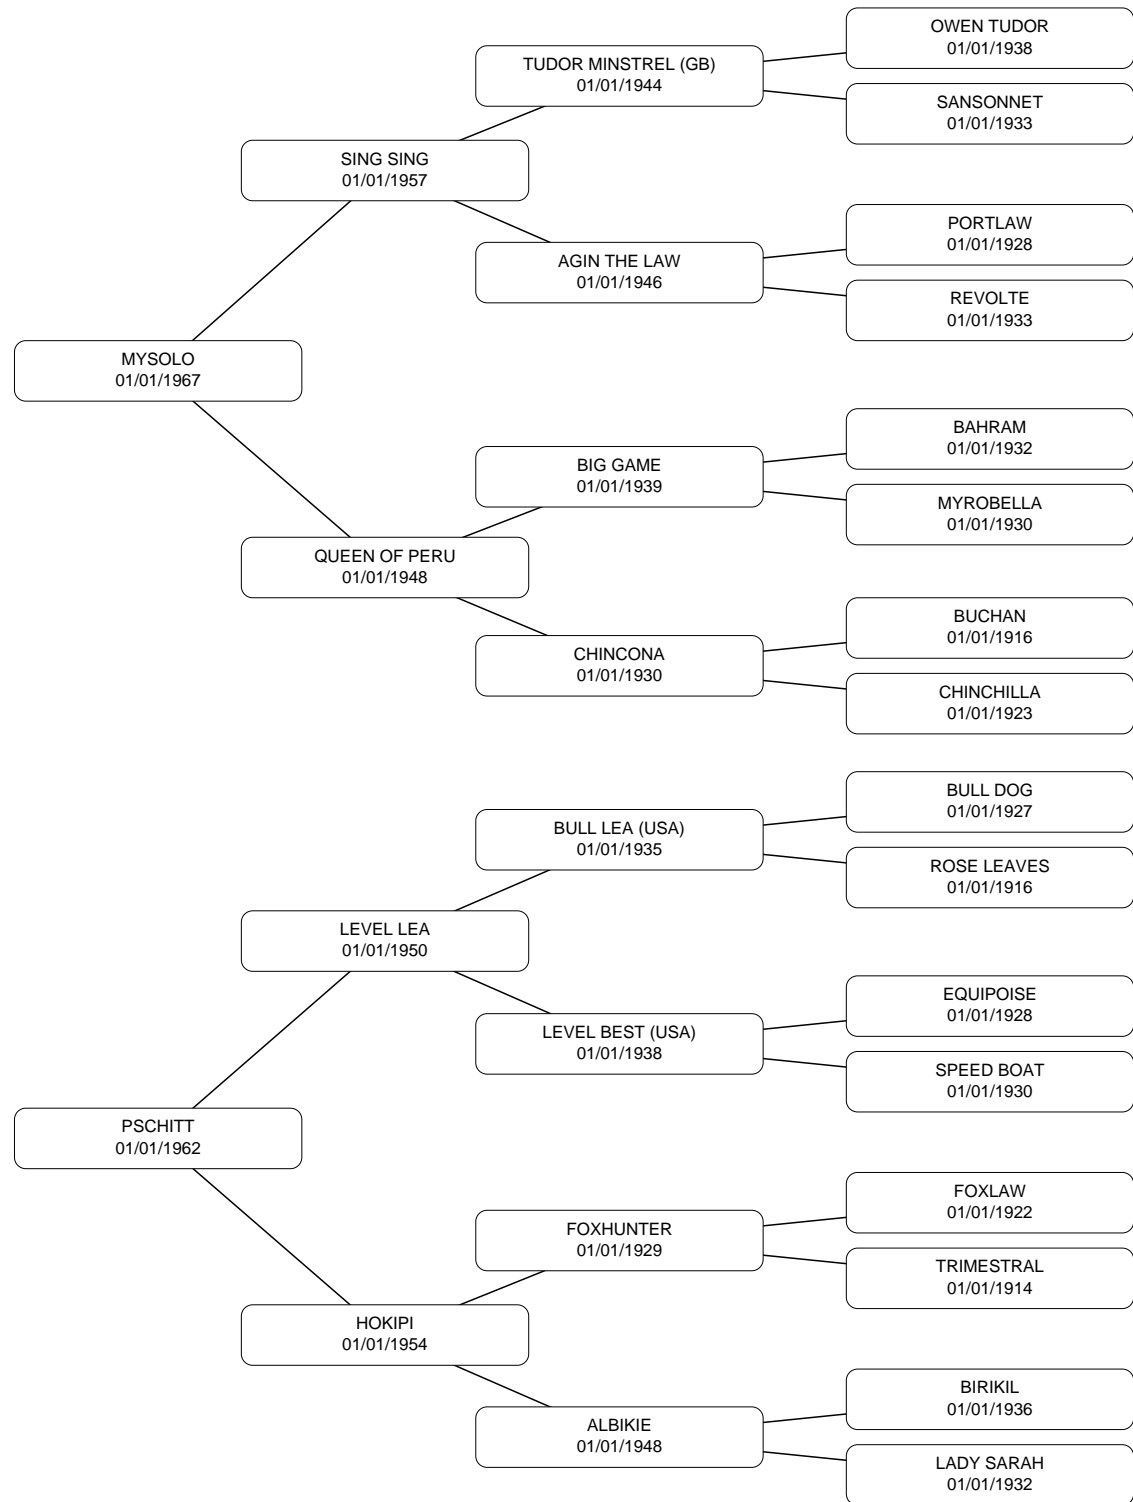 OWEN TUDOR
01/01/1938
TUDOR MINSTREL (GB)
01/01/1944
SANSONNET
01/01/1933
SING SING
01/01/1957
PORTLAW
01/01/1928
AGIN THE LAW
01/01/1946
REVOLTE
01/01/1933
MYSOLO
01/01/1967
BAHRAM
01/01/1932
BIG GAME
01/01/1939
MYROBELLA
01/01/1930
QUEEN OF PERU
01/01/1948
BUCHAN
01/01/1916
CHINCONA
01/01/1930
CHINCHILLA
01/01/1923
BULL DOG
01/01/1927
BULL LEA (USA)
01/01/1935
ROSE LEAVES
01/01/1916
LEVEL LEA
01/01/1950
EQUIPOISE
01/01/1928
LEVEL BEST (USA)
01/01/1938
SPEED BOAT
01/01/1930
PSCHITT
01/01/1962
FOXLAW
01/01/1922
FOXHUNTER
01/01/1929
TRIMESTRAL
01/01/1914
HOKIPI
01/01/1954
BIRIKIL
01/01/1936
ALBIKIE
01/01/1948
LADY SARAH
01/01/1932